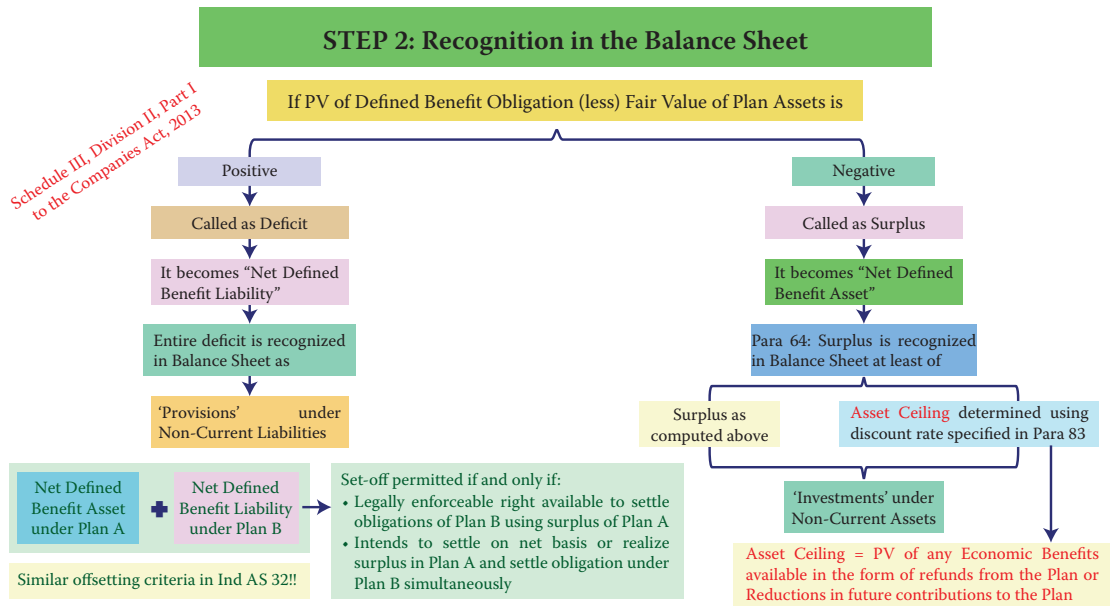 STEP 2: Recognition in the Balance Sheet
If PV of Defined Benefit Obligation (less) Fair Value of Plan Assets is
Schedule III, Division II, Part I
to the Companies Act, 2013
Positive
Called as Deficit
It becomes “Net Defined
Benefit Liability”
Entire deficit is recognized
in Balance Sheet as
‘Provisions’ under
Non-Current Liabilities
Negative
Called as Surplus
It becomes “Net Defined
Benefit Asset”
Para 64: Surplus is recognized
in Balance Sheet at least of
Surplus as
computed above
Asset Ceiling determined using
discount rate specified in Para 83
‘Investments’ under
Non-Current Assets
Asset Ceiling = PV of any Economic Benefits
available in the form of refunds from the Plan or
Reductions in future contributions to the Plan
Net Defined
Benefit Asset
under Plan A
Net Defined
Benefit Liability
under Plan B
Similar offsetting criteria in Ind AS 32!!
Set-off permitted if and only if:
• Legally enforceable right available to settle
obligations of Plan B using surplus of Plan A
• Intends to settle on net basis or realize
surplus in Plan A and settle obligation under
Plan B simultaneously